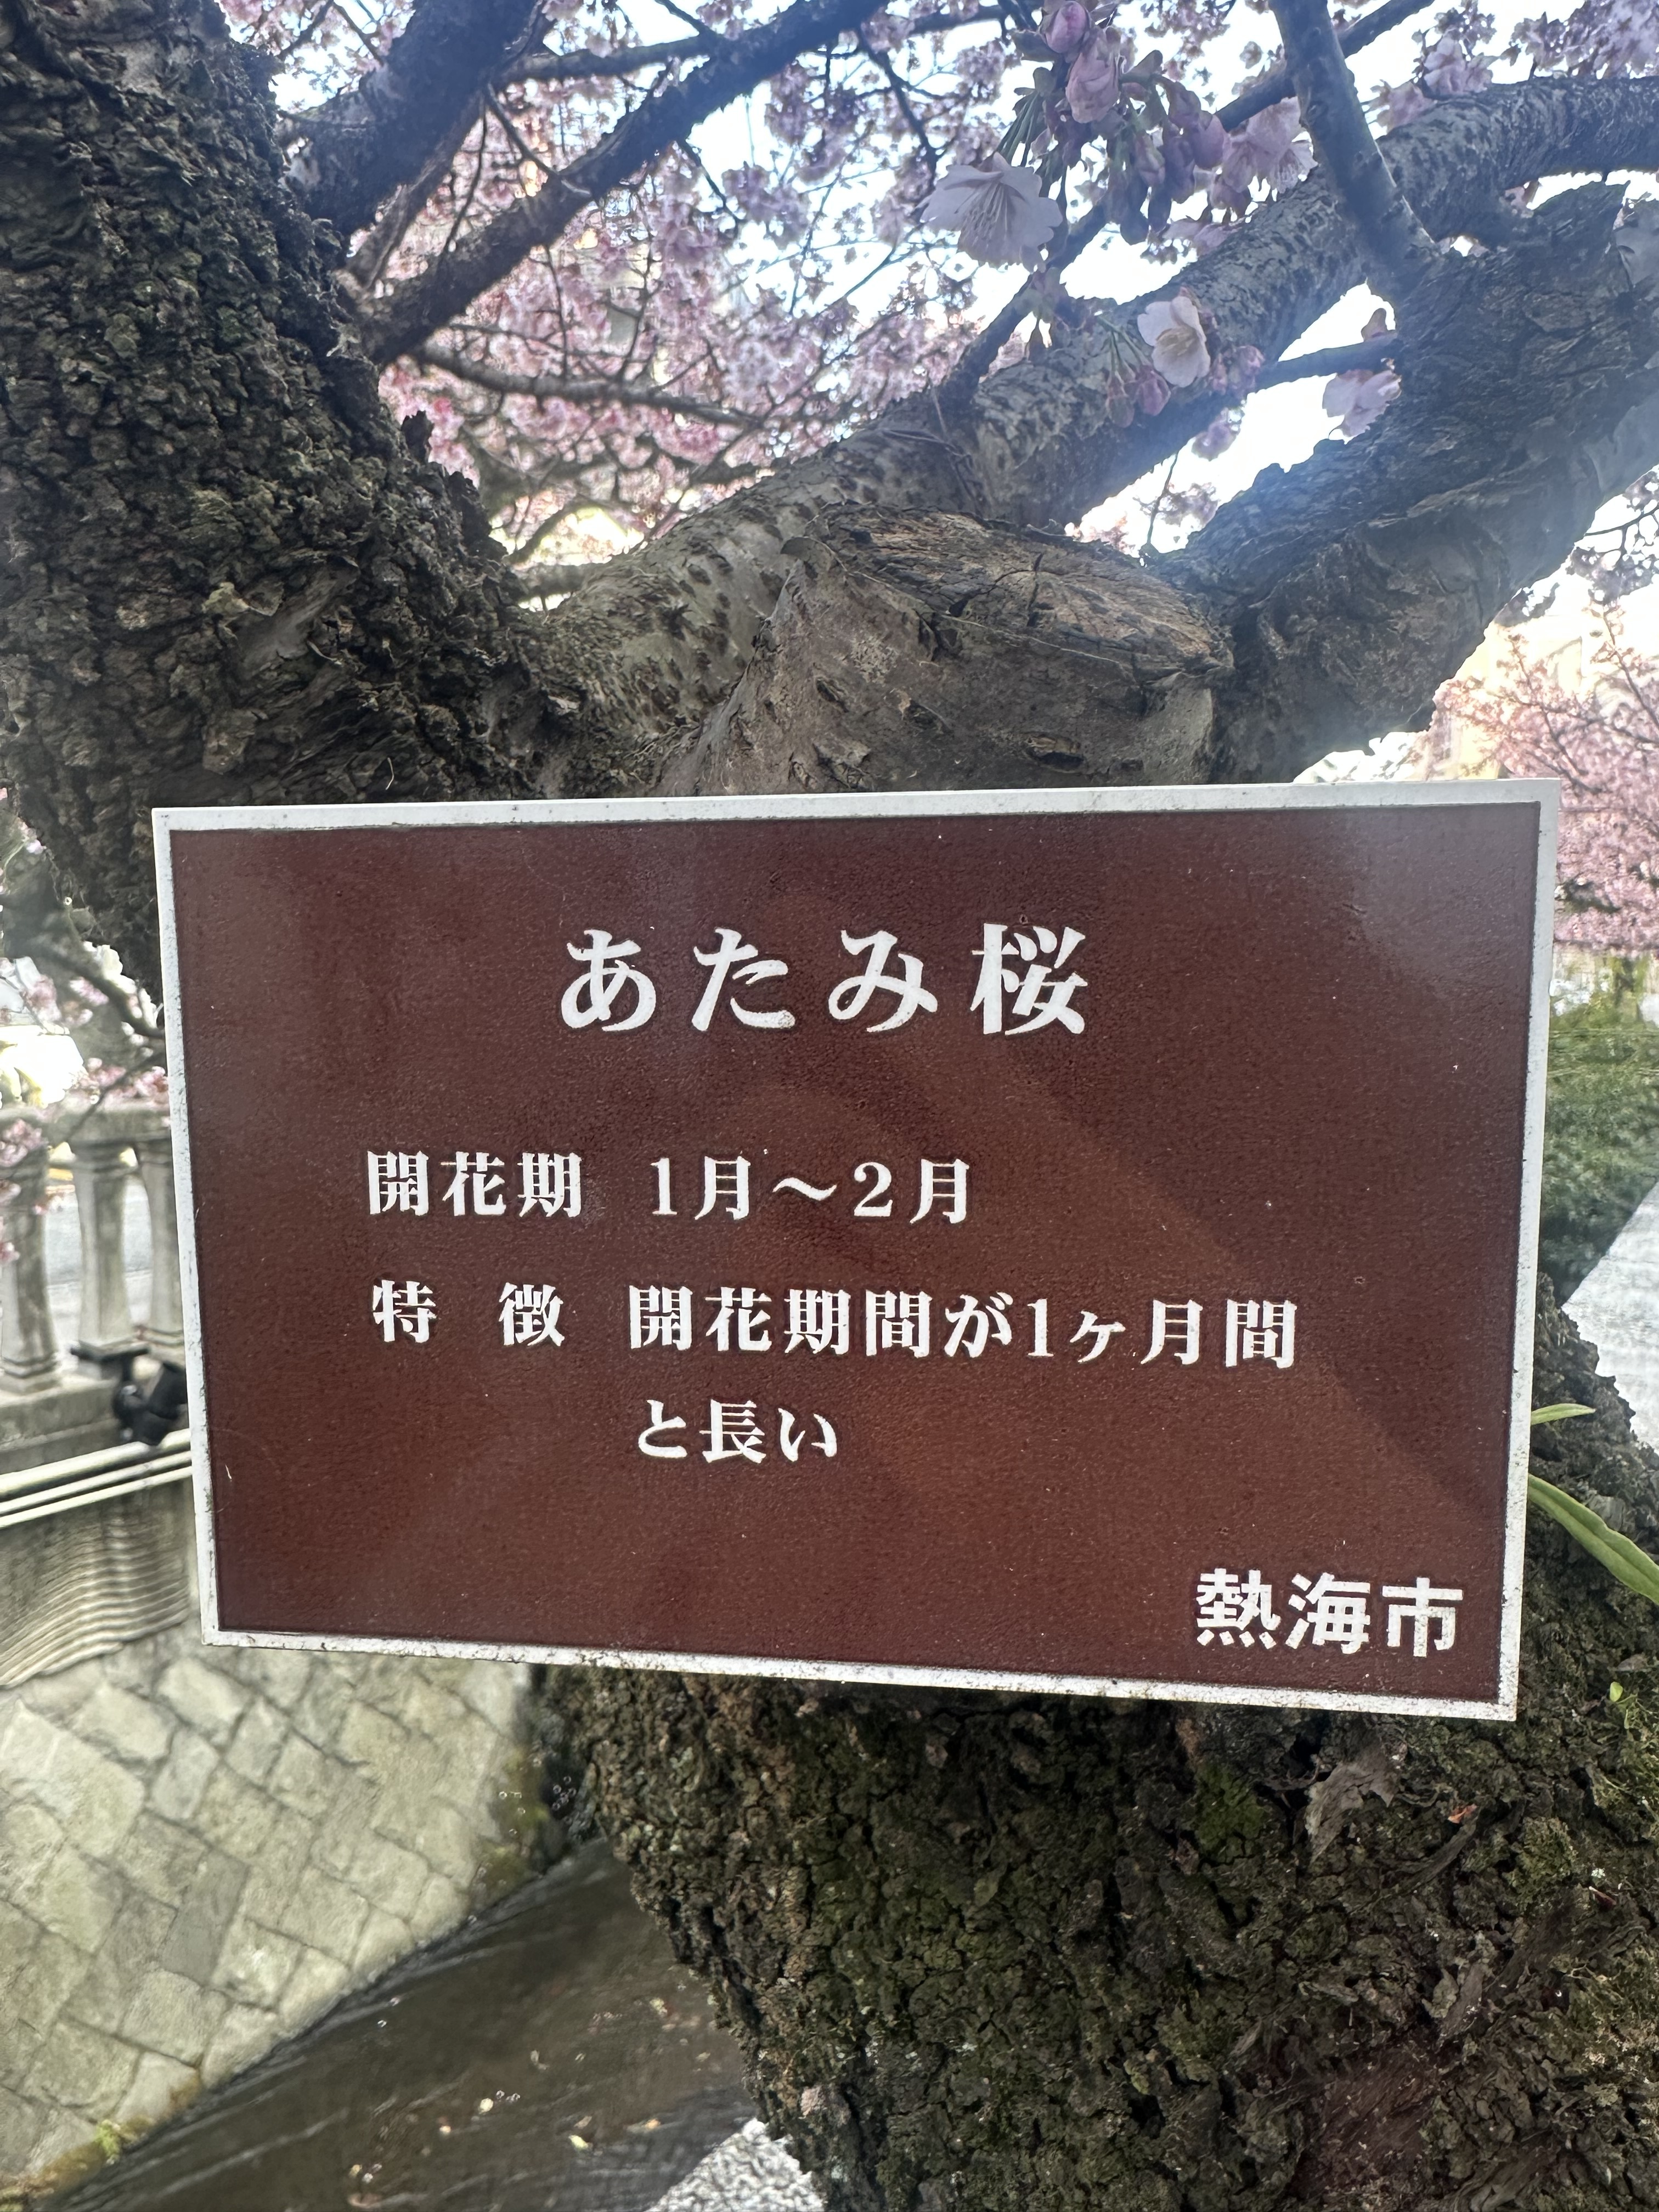 あたみ桜
開花期 1月～2月
特 徴 開花期間が1ヶ月間
と長い
熱海市